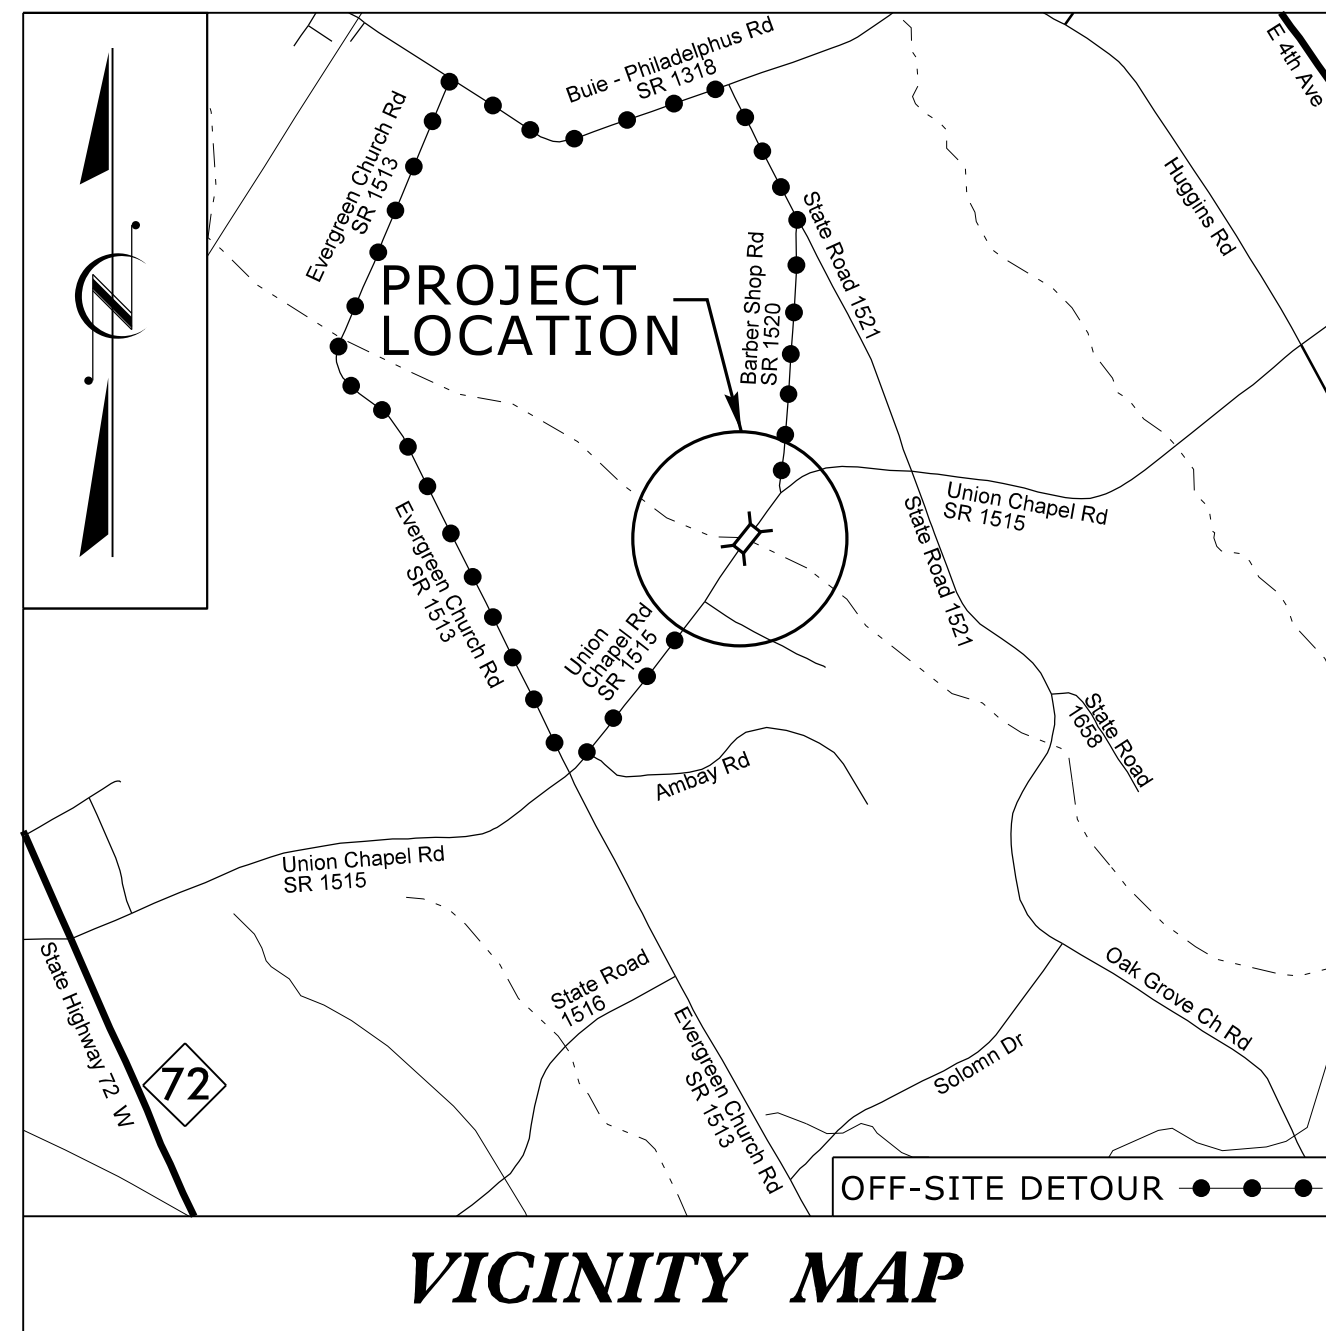 Buie - Philadelphus Rd
SR 1318
E 4th Ave
Evergreen Church Rd
SR 1513
Huggins Rd
State Road 1521
Barber Shop Rd
SR 1520
PROJECT
LOCATION
Union Chapel Rd
SR 1515
State Road 1521
Evergreen Church Rd
SR 1513
Union
Chapel Rd
SR 1515
State Road
1658
Ambay Rd
Union Chapel Rd
SR 1515
State Highway 72 W
72
State Road
1516
Evergreen Church Rd
SR 1513
Oak Grove Ch Rd
Solomn Dr
OFF-SITE DETOUR
VICINITY MAP
N